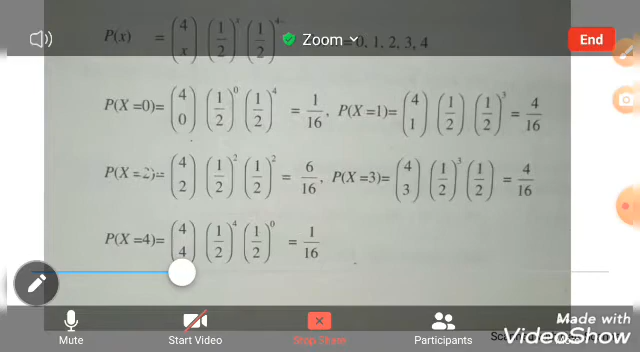 Zoom
End
P(x) = (4 x) (1/2)^x (1/2)^4- =0, 1, 2, 3, 4
P(X =0)= (4 0) (1/2)^0 (1/2)^4 = 1/16, P(X =1)= (4 1) (1/2) (1/2)^3 = 4/16
P(X =2)= (4 2) (1/2)^2 (1/2)^2 = 6/16, P(X =3)= (4 3) (1/2)^3 (1/2) = 4/16
P(X =4)= (4 4) (1/2)^4 (1/2)^0 = 1/16
Made with
VideoShow
Mute Start Video Stop Share Participants